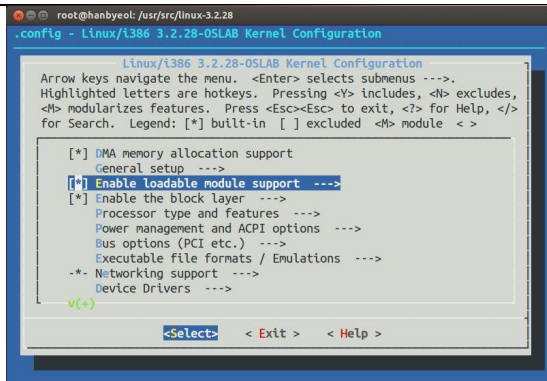 root@hanbyeol: /usr/src/linux-3.2.28
.config - Linux/i386 3.2.28-OSLAB Kernel Configuration
Linux/i386 3.2.28-OSLAB Kernel Configuration
Arrow keys navigate the menu. <Enter> selects submenus --->.
Highlighted letters are hotkeys. Pressing <Y> includes, <N> excludes,
<M> modularizes features. Press <Esc><Esc> to exit, <?> for Help, </>
for Search. Legend: [*] built-in [ ] excluded <M> module < >
[*] DMA memory allocation support
General setup --->
[*] Enable loadable module support --->
[*] Enable the block layer --->
Processor type and features --->
Power management and ACPI options --->
Bus options (PCI etc.) --->
Executable file formats / Emulations --->
-*- Networking support --->
Device Drivers --->
v(+)
<Select> < Exit > < Help >